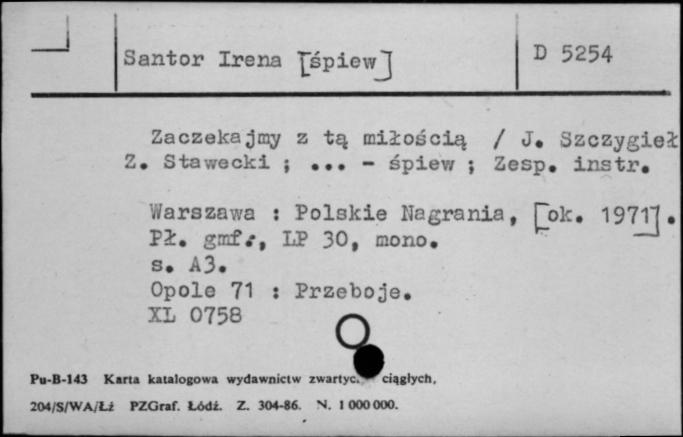 Santor Irena [śpiew]
D 5254
Zaczekajmy z tą miłością / J. Szczygieł
Z. Stawecki ; ... - śpiew ; Zesp. instr.
Warszawa : Polskie Nagrania, [ok. 1971].
Pł. gmf., LP 30, mono.
s. A3.
Opole 71 : Przeboje.
XL 0758
Pu-B-143 Karta katalogowa wydawnictw ciągłych.
204/S/WA/Łź PZGraf. Łódź. Z. 304-86. N. 1 000 000.